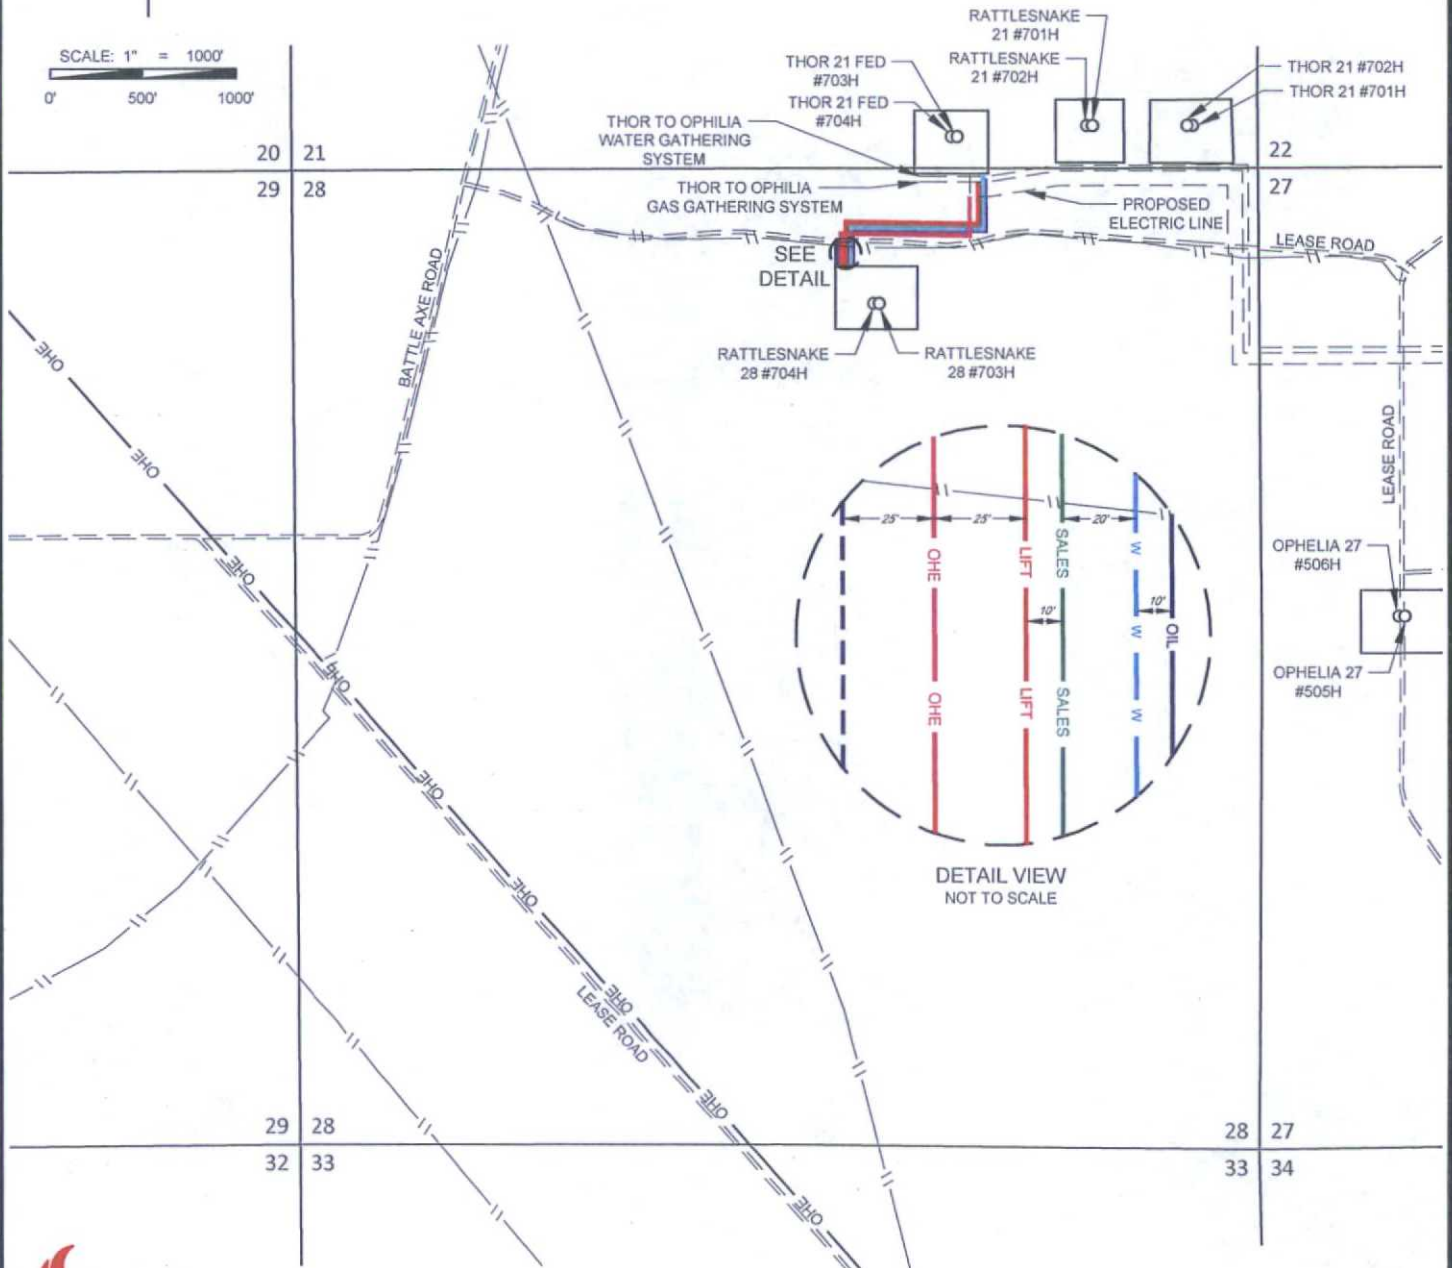 SCALE: 1" = 1000'
0' 500' 1000'
RATTLESNAKE
21 #701H
RATTLESNAKE
21 #702H
THOR 21 FED
#703H
THOR 21 FED
#704H
THOR 21 #702H
THOR 21 #701H
THOR TO OPHILIA
WATER GATHERING
SYSTEM
THOR TO OPHILIA
GAS GATHERING SYSTEM
20 21
29 28
22
27
PROPOSED
ELECTRIC LINE
LEASE ROAD
SEE
DETAIL
BATTLE AXE ROAD
RATTLESNAKE
28 #704H
RATTLESNAKE
28 #703H
OHE
OHE
OHE
OHE
OHE
OHE
OHE
OHE
OHE
LEASE ROAD
LEASE ROAD
25' 25' 20'
OHE LIFT SALES W
10' 10'
W OIL
OHE LIFT SALES W
DETAIL VIEW
NOT TO SCALE
OPHELIA 27
#506H
OPHELIA 27
#505H
29 28
32 33
28 27
33 34